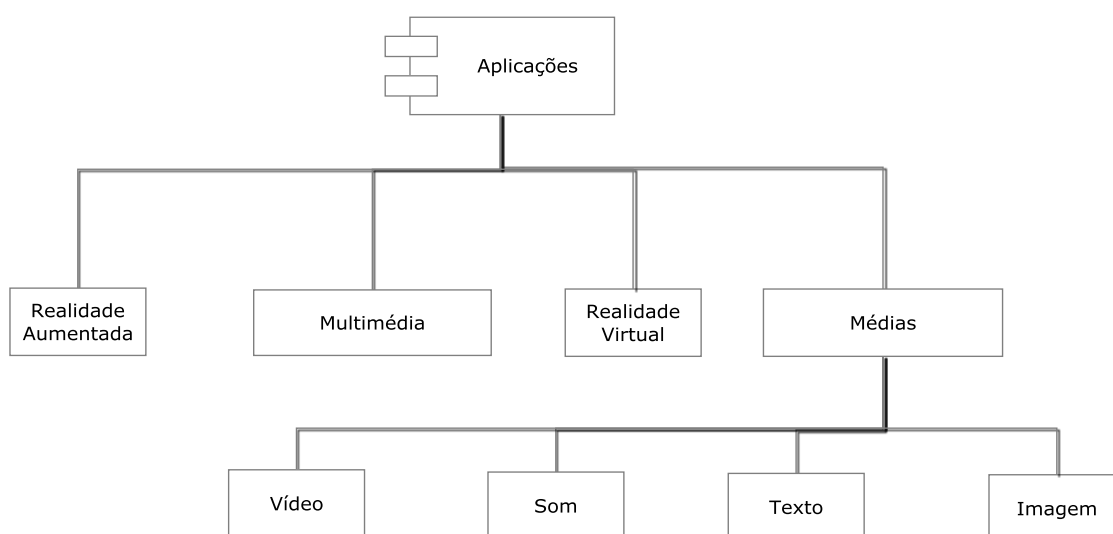 Aplicações
Realidade
Aumentada
Multimédia
Realidade
Virtual
Médias
Vídeo
Som
Texto
Imagem